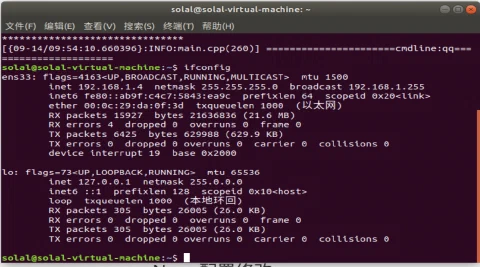 solal@solal-virtual-machine: ~
文件(F) 编辑(E) 查看(V) 搜索(S) 终端(T) 帮助(H)
*******************************
[{09-14/09:54:10.660396}:INFO:main.cpp(260)] =====================cmdline:qq===
===================
solal@solal-virtual-machine:~$ ifconfig
ens33: flags=4163<UP,BROADCAST,RUNNING,MULTICAST>  mtu 1500
inet 192.168.1.4  netmask 255.255.255.0  broadcast 192.168.1.255
inet6 fe80::ab9f:c4c7:5843:ea9c  prefixlen 64  scopeid 0x20<link>
ether 00:0c:29:da:0f:3d  txqueuelen 1000  (以太网)
RX packets 15927  bytes 21636836 (21.6 MB)
RX errors 4  dropped 0  overruns 0  frame 0
TX packets 6425  bytes 629988 (629.9 KB)
TX errors 0  dropped 0 overruns 0  carrier 0  collisions 0
device interrupt 19  base 0x2000
lo: flags=73<UP,LOOPBACK,RUNNING>  mtu 65536
inet 127.0.0.1  netmask 255.0.0.0
inet6 ::1  prefixlen 128  scopeid 0x10<host>
loop  txqueuelen 1000  (本地环回)
RX packets 305  bytes 26005 (26.0 KB)
RX errors 0  dropped 0  overruns 0  frame 0
TX packets 305  bytes 26005 (26.0 KB)
TX errors 0  dropped 0 overruns 0  carrier 0  collisions 0
solal@solal-virtual-machine:~$